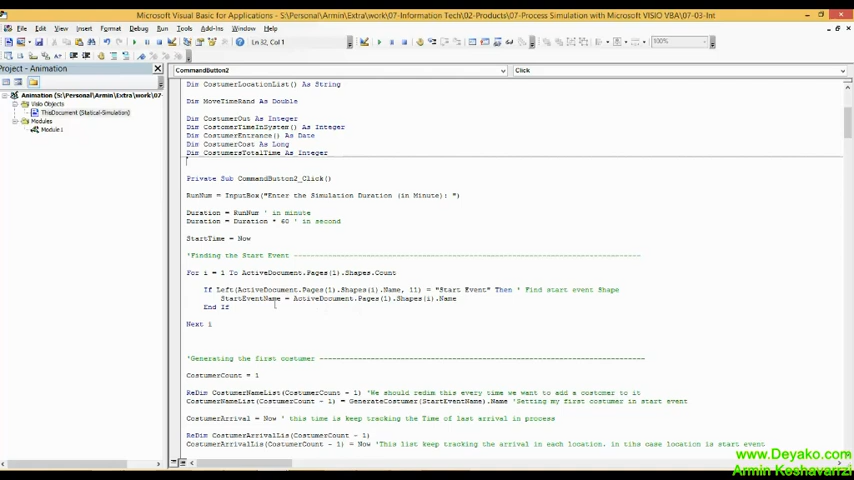 Microsoft Visual Basic for Applications - S:\Personal\Armin\Extra\work\07-Information Tech\02-Products\07-Process Simulation with Microsoft VISIO VBA\07-03-Int
File Edit View Insert Format Debug Run Tools Add-Ins Window Help
Ln 32, Col 1
100%
Project - Animation
CommandButton2
Click
Animation (S:\Personal\Armin\Extra\work\07-
Visio Objects
ThisDocument (Statical-Simulation)
Modules
Module1
Dim CostumerLocationList() As String
Dim MoveTimeRand As Double
Dim CostumerOut As Integer
Dim CostomerTimeInSystem() As Integer
Dim CostumerEntrance() As Date
Dim CostumerCost As Long
Dim CostumersTotalTime As Integer
Private Sub CommandButton2_Click()
RunNum = InputBox("Enter the Simulation Duration (in Minute): ")
Duration = RunNum ' in minute
Duration = Duration * 60 ' in second
StartTime = Now
'Finding the Start Event ------------------------------------------------------------------------
For i = 1 To ActiveDocument.Pages(1).Shapes.Count
If Left(ActiveDocument.Pages(1).Shapes(i).Name, 11) = "Start Event" Then ' Find start event Shape
StartEventName = ActiveDocument.Pages(1).Shapes(i).Name
End If
Next i
'Generating the first costumer ------------------------------------------------------------------
CostumerCount = 1
ReDim CostumerNameList(CostumerCount - 1) 'We should redim this every time we want to add a costomer to it
CostumerNameList(CostumerCount - 1) = GenerateCostumer(StartEventName).Name 'Setting my first costumer in start event
CostumerArrival = Now ' this time is keep tracking the Time of last arrival in process
ReDim CostumerArrivalLis(CostumerCount - 1)
CostumerArrivalLis(CostumerCount - 1) = Now 'This list keep tracking the arrival in each location. in tihs case location is start event
www.Deyako.com
Armin Koshavarizi